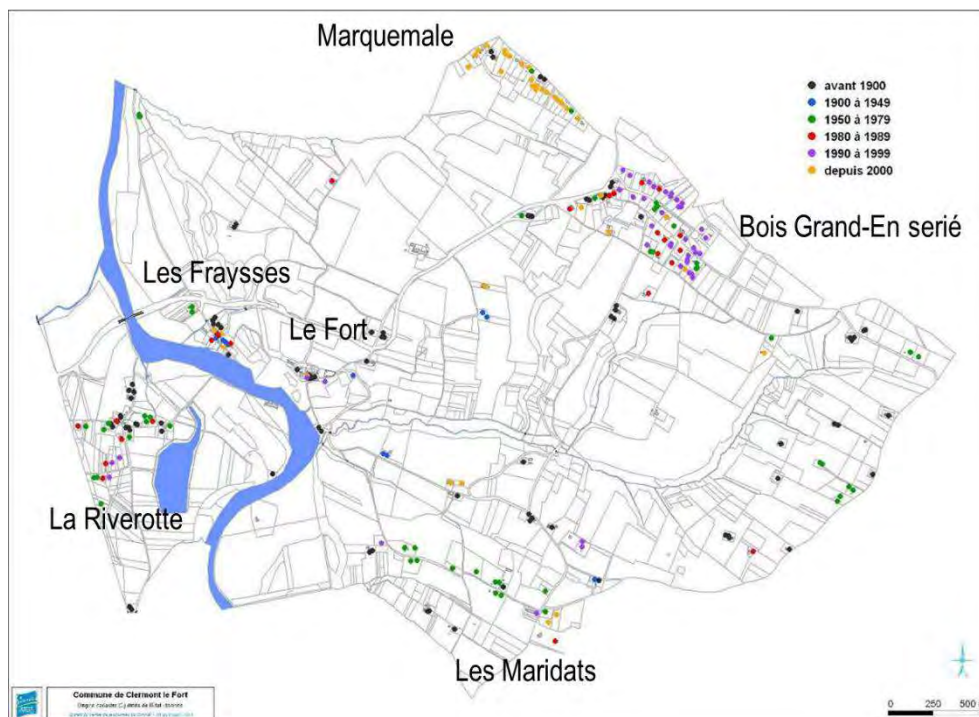 Marquemale
avant 1900
1900 à 1949
1950 à 1979
1980 à 1989
1990 à 1999
depuis 2000
Bois Grand-En serié
Les Fraysses
Le Fort
La Riverotte
Les Maridats
Commune de Clermont le Fort
0 250 500